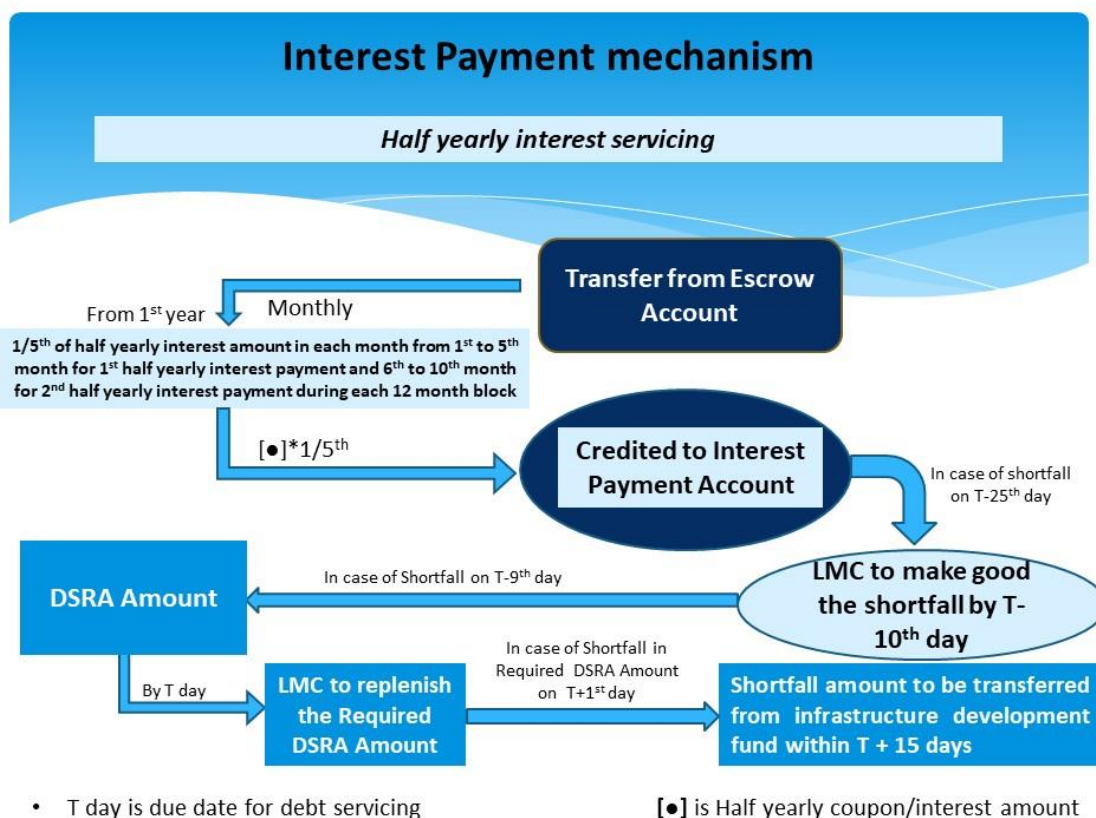 Interest Payment mechanism
Half yearly interest servicing
Transfer from Escrow
Account
From 1st year
Monthly
1/5th of half yearly interest amount in each month from 1st to 5th
month for 1st half yearly interest payment and 6th to 10th month
for 2nd half yearly interest payment during each 12 month block
[●]*1/5th
Credited to Interest
Payment Account
In case of shortfall
on T-25th day
LMC to make good
the shortfall by T-
10th day
In case of Shortfall on T-9th day
DSRA Amount
By T day
LMC to replenish
the Required
DSRA Amount
In case of Shortfall in
Required DSRA Amount
on T+1st day
Shortfall amount to be transferred
from infrastructure development
fund within T + 15 days
• T day is due date for debt servicing
[●] is Half yearly coupon/interest amount